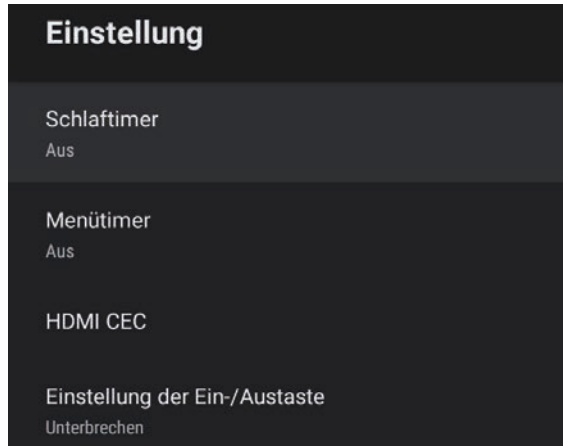 Einstellung
Schlaftimer
Aus
Menütimer
Aus
HDMI CEC
Einstellung der Ein-/Austaste
Unterbrechen